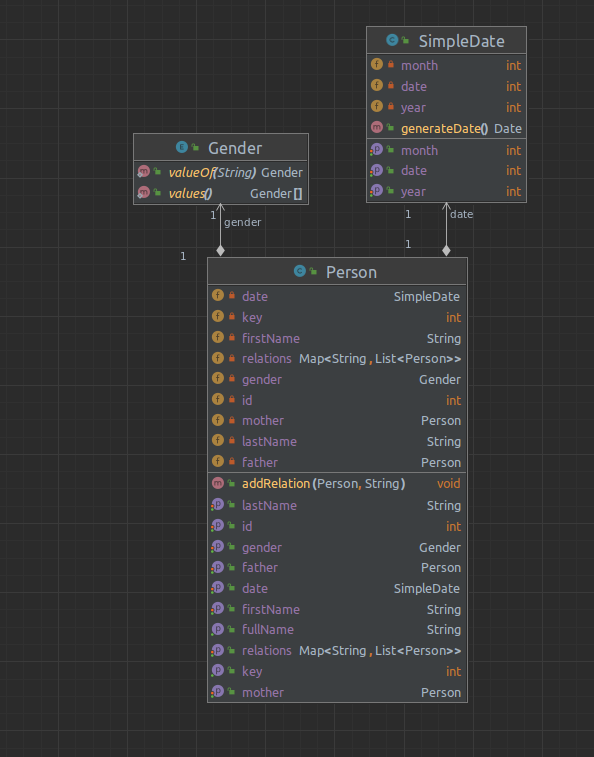 SimpleDate
month int
date int
year int
generateDate() Date
month int
date int
year int
Gender
valueOf(String) Gender
values() Gender[]
1
gender
1
date
1
1
Person
date SimpleDate
key int
firstName String
relations Map<String, List<Person>>
gender Gender
id int
mother Person
lastName String
father Person
addRelation(Person, String) void
lastName String
id int
gender Gender
father Person
date SimpleDate
firstName String
fullName String
relations Map<String, List<Person>>
key int
mother Person